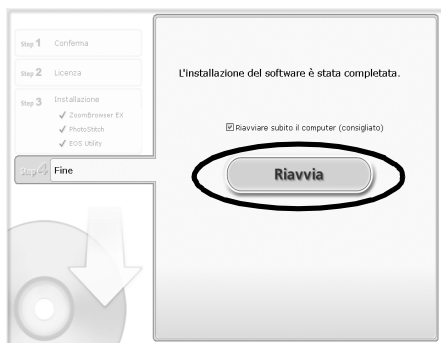 Step 1 Conferma
Step 2 Licenza
Step 3 Installazione
✓ ZoomBrowser EX
✓ PhotoStitch
✓ EOS Utility
Step 4 Fine
L'installazione del software è stata completata.
Riavviare subito il computer (consigliato)
Riavvia